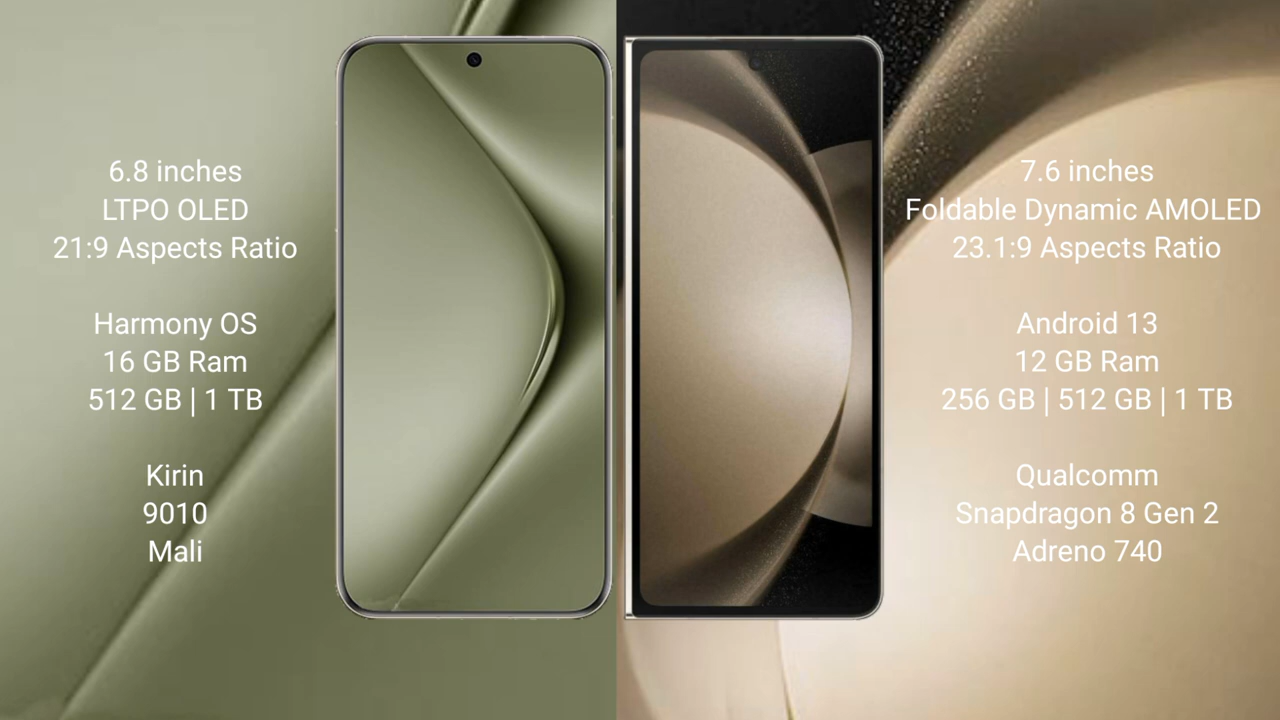 6.8 inches
LTPO OLED
21:9 Aspects Ratio
Harmony OS
16 GB Ram
512 GB | 1 TB
Kirin
9010
Mali
7.6 inches
Foldable Dynamic AMOLED
23.1:9 Aspects Ratio
Android 13
12 GB Ram
256 GB | 512 GB | 1 TB
Qualcomm
Snapdragon 8 Gen 2
Adreno 740